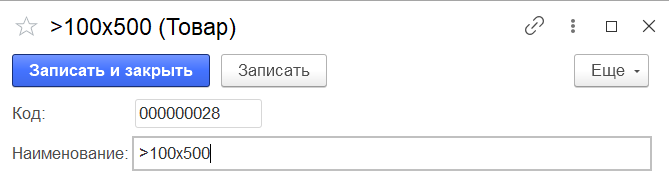 >100x500 (Товар)
Записать и закрыть Записать Еще
Код: 000000028
Наименование: >100x500